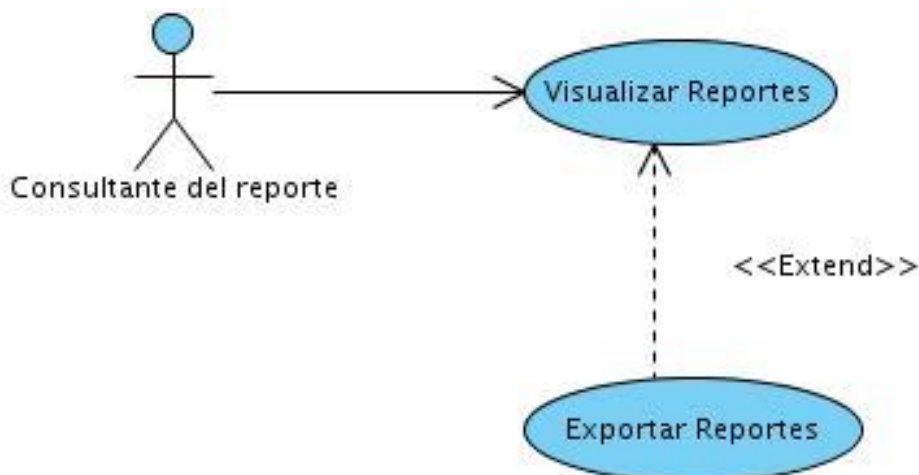 Visualizar Reportes
Consultante del reporte
<<Extend>>
Exportar Reportes